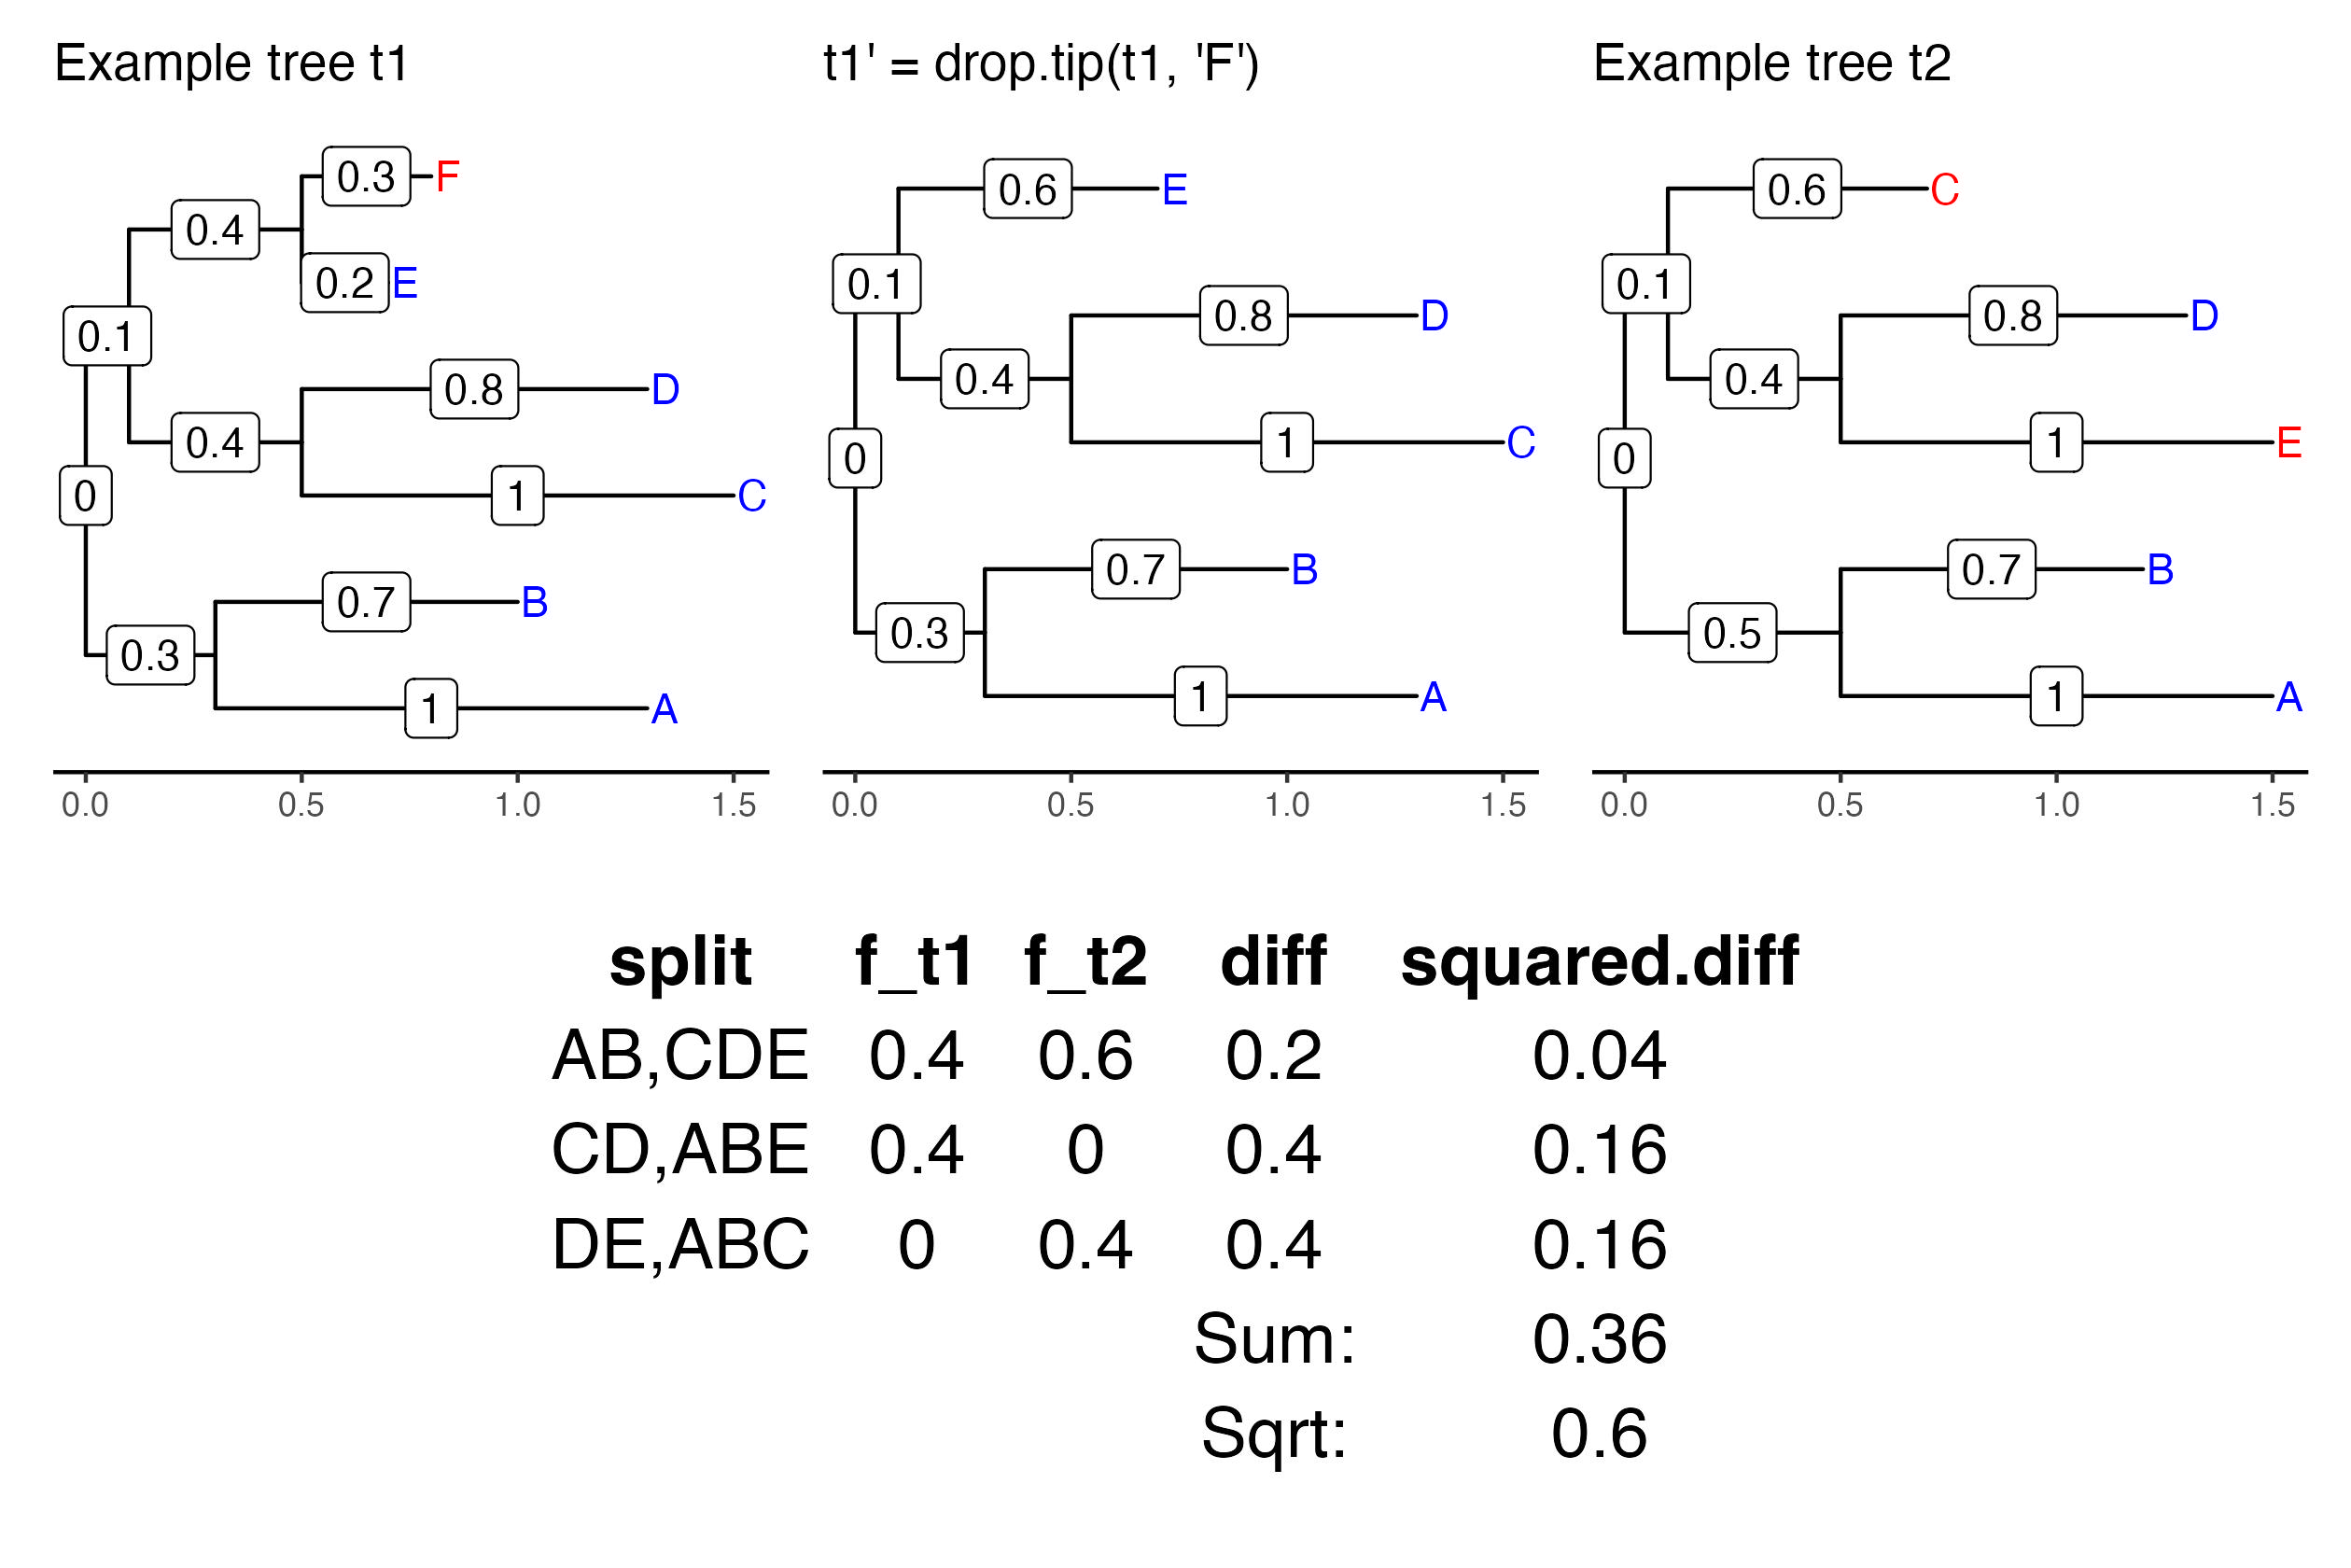 Example tree t1
0.3 F
0.4
0.2 E
0.1
0.8 D
0.4
0
1 C
0.7 B
0.3
1 A
0.0 0.5 1.0 1.5
t1' = drop.tip(t1, 'F')
0.6 E
0.1
0.8 D
0.4
1 C
0
0.7 B
0.3
1 A
0.0 0.5 1.0 1.5
Example tree t2
0.6 C
0.1
0.8 D
0.4
1 E
0
0.7 B
0.5
1 A
0.0 0.5 1.0 1.5
split f_t1 f_t2 diff squared.diff
AB,CDE 0.4 0.6 0.2 0.04
CD,ABE 0.4 0 0.4 0.16
DE,ABC 0 0.4 0.4 0.16
Sum: 0.36
Sqrt: 0.6